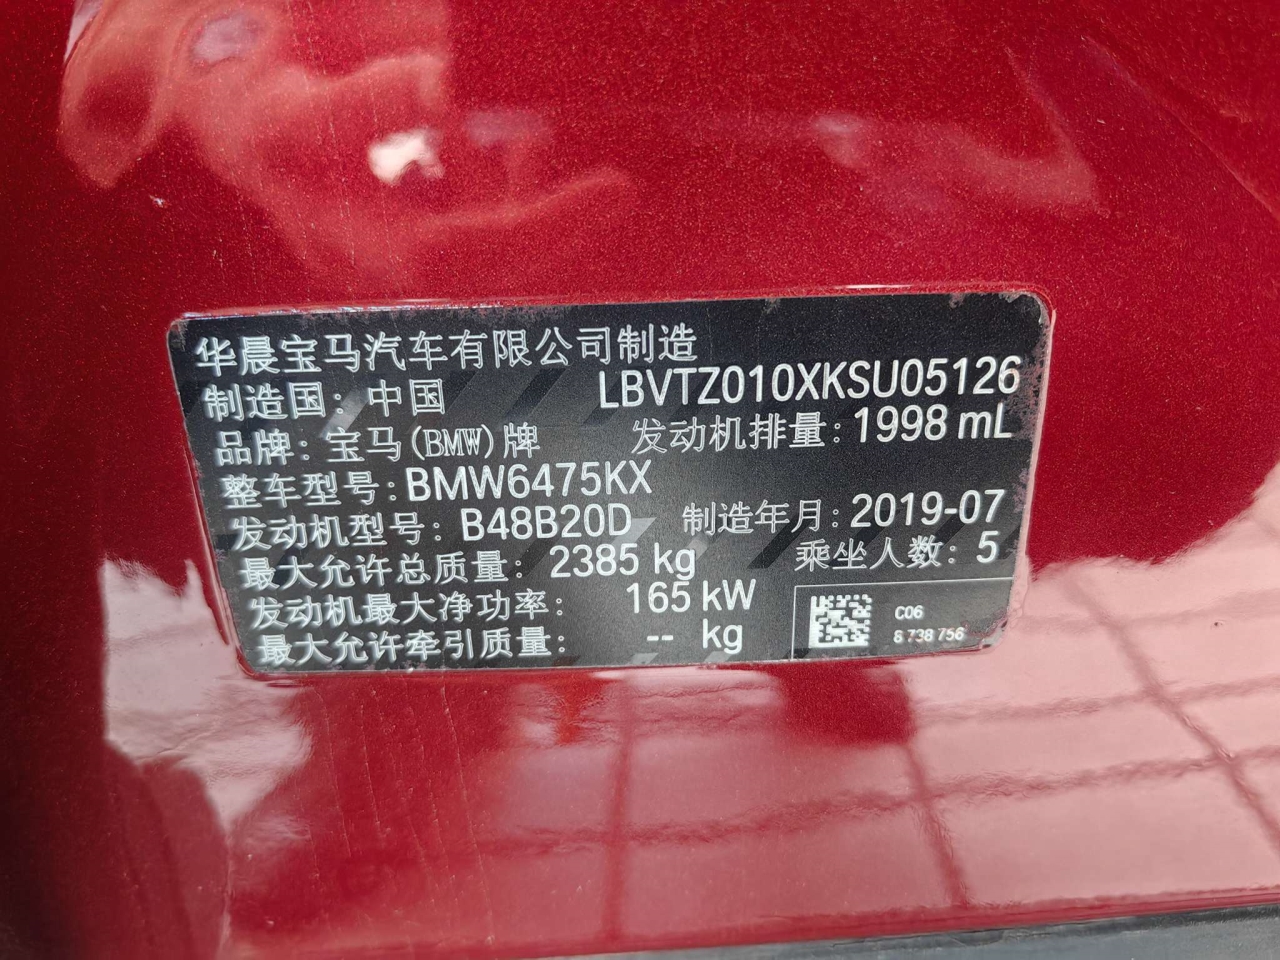 华晨宝马汽车有限公司制造
制造国：中国 LBVTZ010XKSU05126
品牌：宝马(BMW)牌 发动机排量：1998 mL
整车型号：BMW6475KX
发动机型号：B48B20D 制造年月：2019-07
最大允许总质量：2385 kg 乘坐人数：5
发动机最大净功率：165 kW
最大允许牵引质量：-- kg
C06
8 738 756